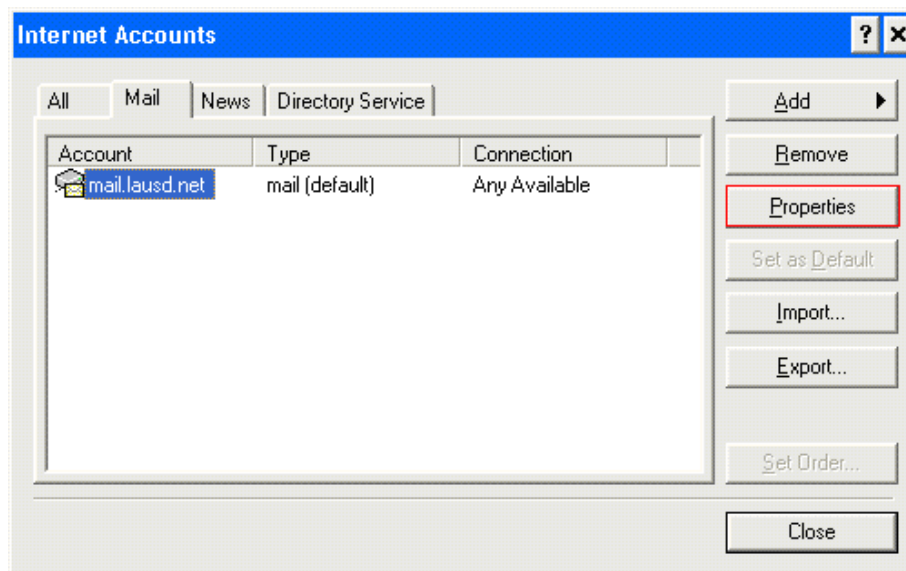 Internet Accounts
All Mail News Directory Service
Account Type Connection
mail.lausd.net mail (default) Any Available
Add
Remove
Properties
Set as Default
Import...
Export...
Set Order...
Close